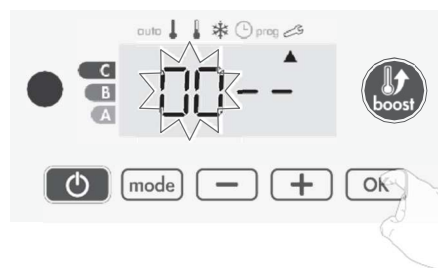 auto prog
C
00--
B
A
boost
mode - + OK